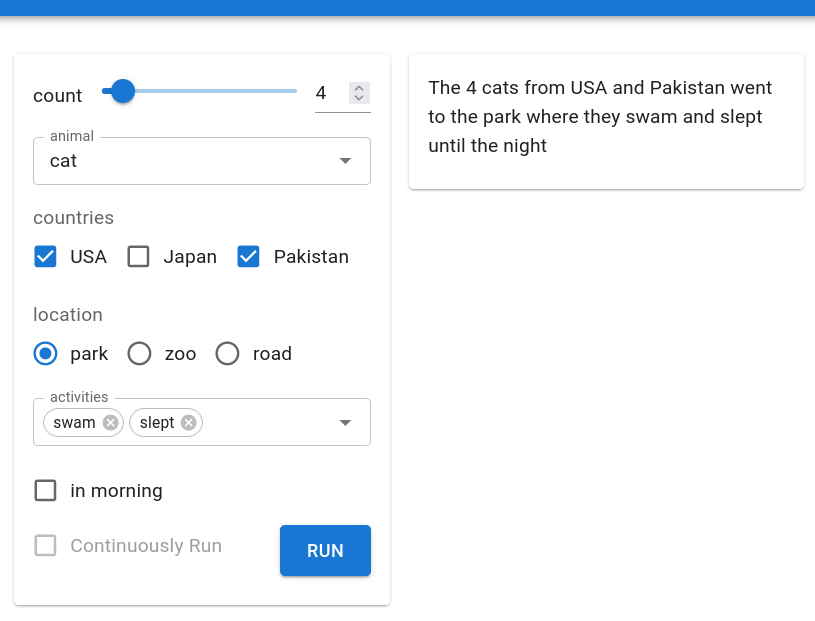 count 4
animal
cat
countries
USA Japan Pakistan
location
park zoo road
activities
swam slept
in morning
Continuously Run RUN
The 4 cats from USA and Pakistan went
to the park where they swam and slept
until the night